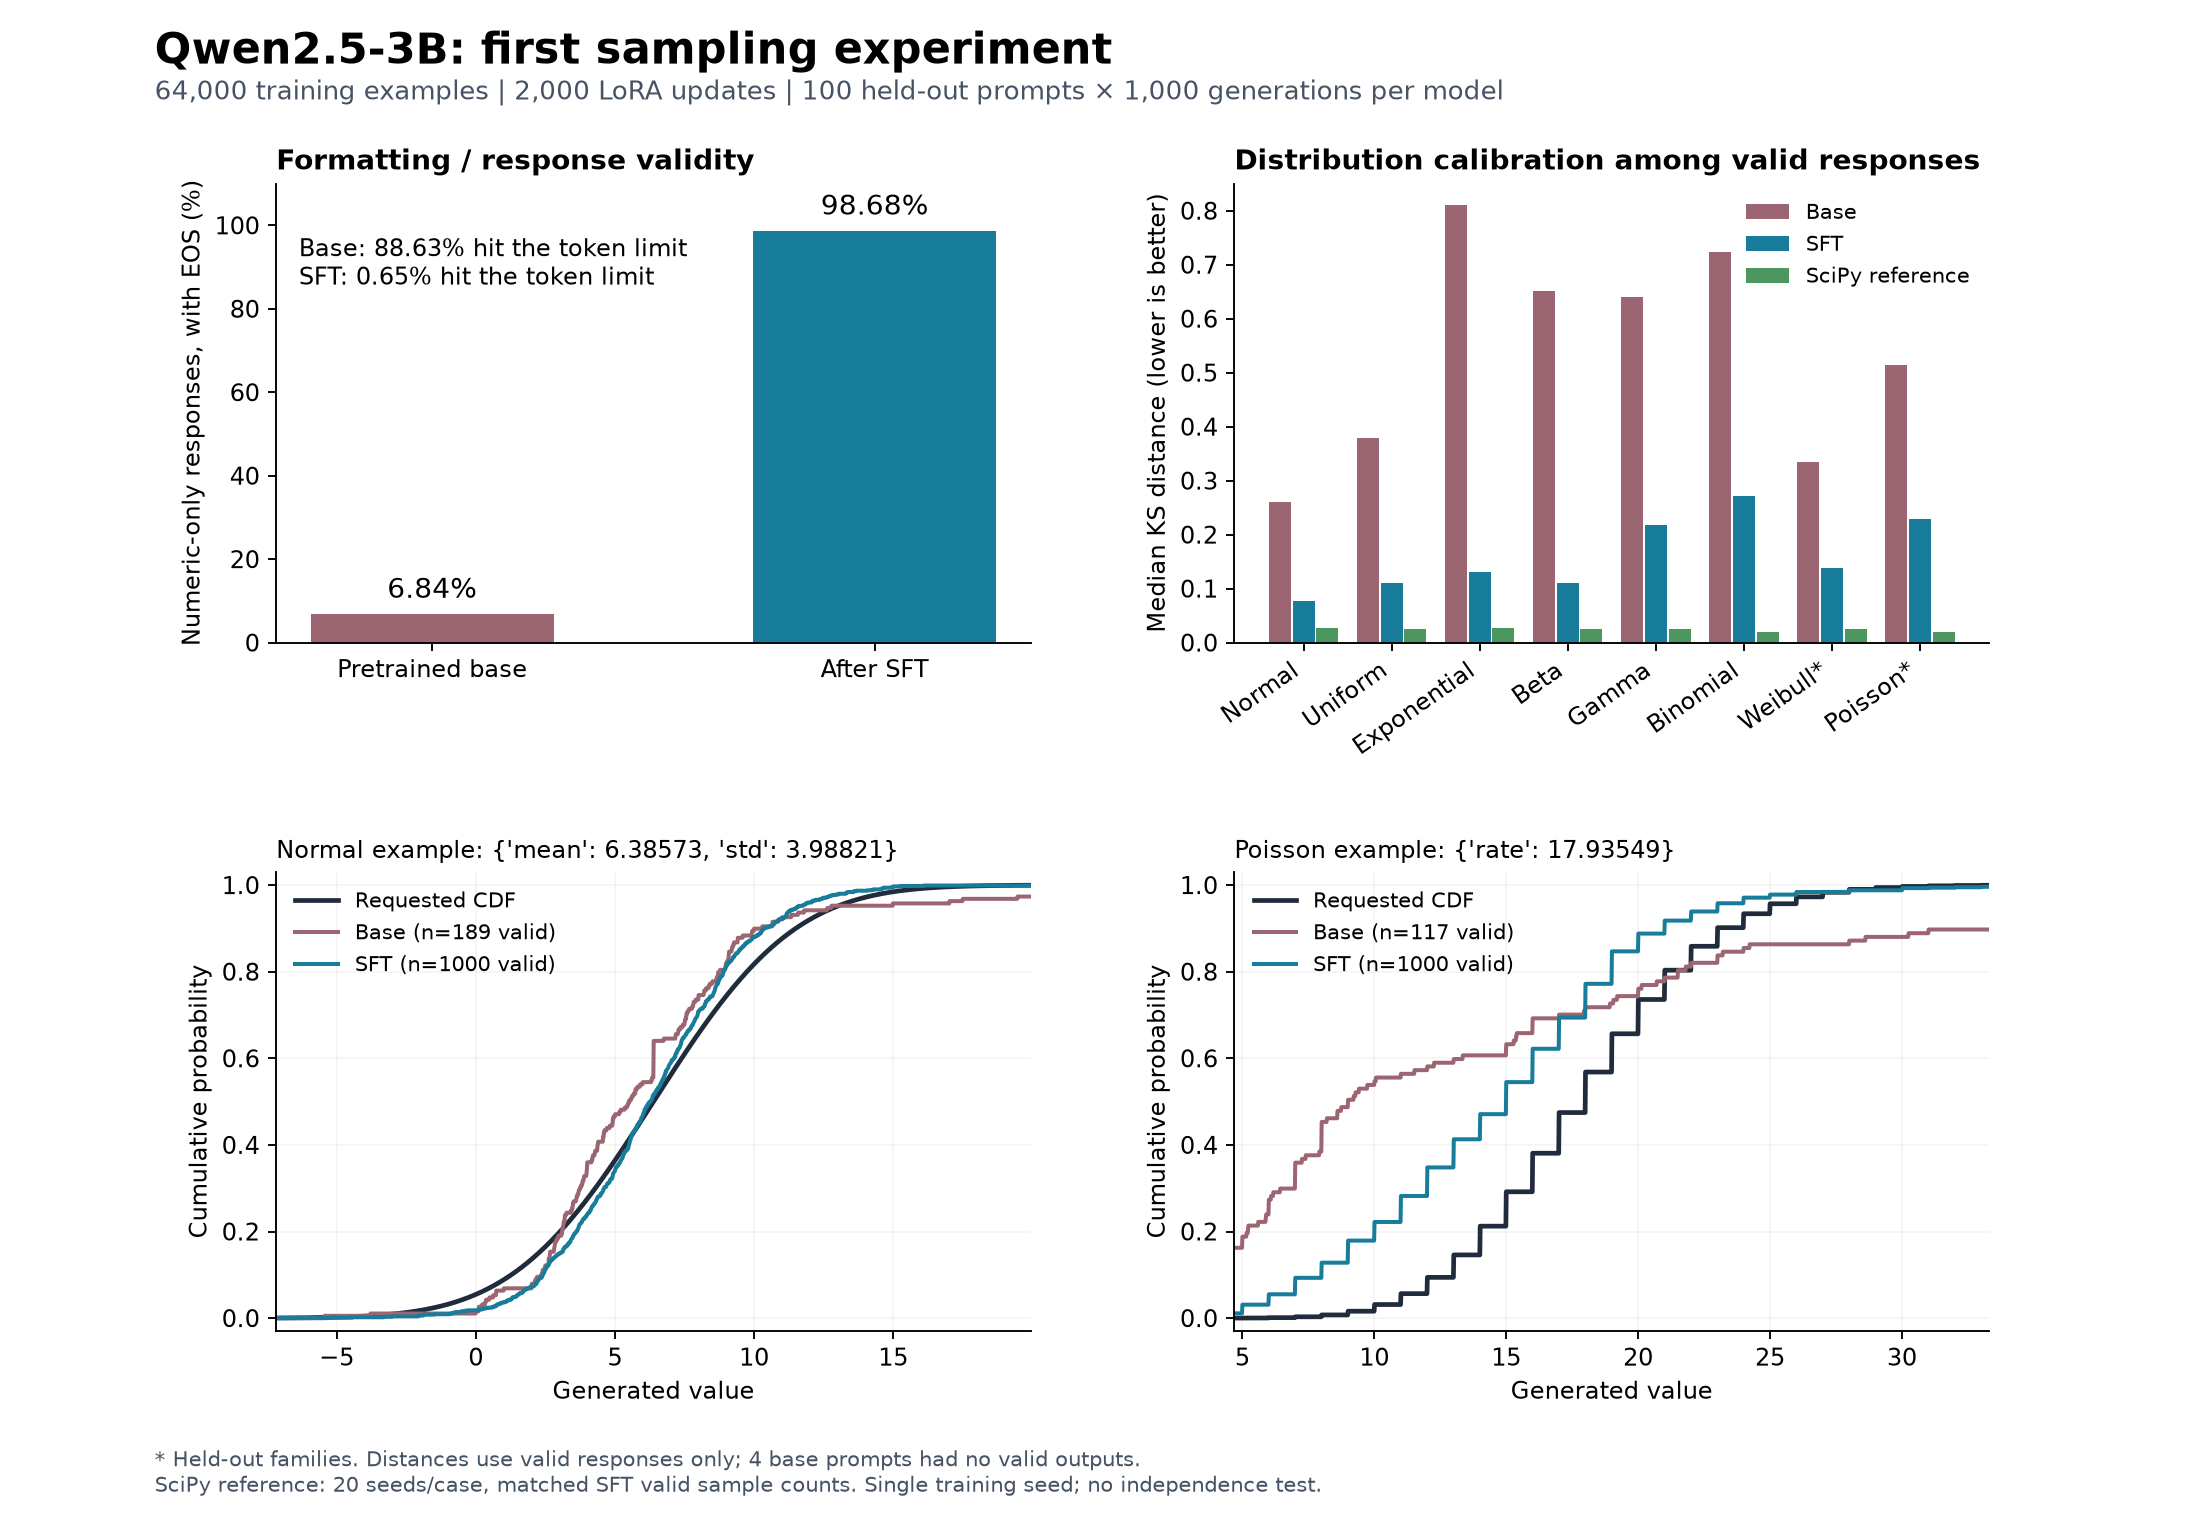 Qwen2.5-3B: first sampling experiment
64,000 training examples | 2,000 LoRA updates | 100 held-out prompts × 1,000 generations per model
Formatting / response validity
Numeric-only responses, with EOS (%)
100
80
60
40
20
0
Base: 88.63% hit the token limit
SFT: 0.65% hit the token limit
6.84%
98.68%
Pretrained base
After SFT
Distribution calibration among valid responses
Median KS distance (lower is better)
0.8
0.7
0.6
0.5
0.4
0.3
0.2
0.1
0.0
Base
SFT
SciPy reference
Normal
Uniform
Exponential
Beta
Gamma
Binomial
Weibull*
Poisson*
Normal example: {'mean': 6.38573, 'std': 3.98821}
Cumulative probability
1.0
0.8
0.6
0.4
0.2
0.0
Requested CDF
Base (n=189 valid)
SFT (n=1000 valid)
−5
0
5
10
15
Generated value
Poisson example: {'rate': 17.93549}
Cumulative probability
1.0
0.8
0.6
0.4
0.2
0.0
Requested CDF
Base (n=117 valid)
SFT (n=1000 valid)
5
10
15
20
25
30
Generated value
* Held-out families. Distances use valid responses only; 4 base prompts had no valid outputs.
SciPy reference: 20 seeds/case, matched SFT valid sample counts. Single training seed; no independence test.